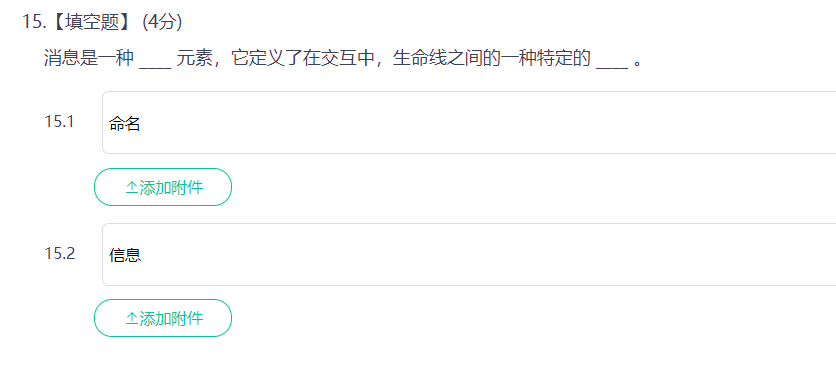 15.【填空题】 (4分)
消息是一种 ____ 元素，它定义了在交互中，生命线之间的一种特定的 ____ 。
15.1
命名
添加附件
15.2
信息
添加附件